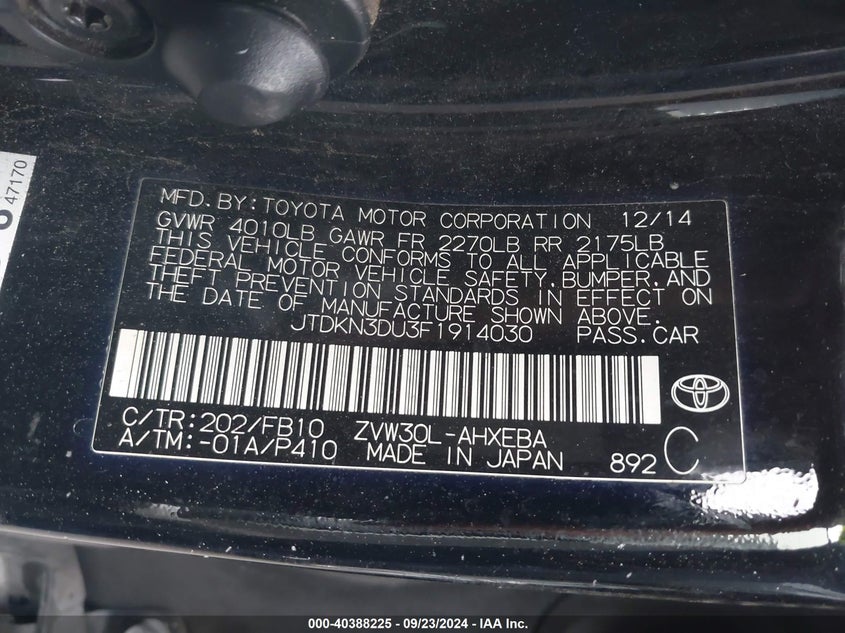 47170
MFD. BY: TOYOTA MOTOR CORPORATION 12/14
GVWR 4010LB GAWR FR 2270LB RR 2175LB
THIS VEHICLE CONFORMS TO ALL APPLICABLE
FEDERAL MOTOR VEHICLE SAFETY, BUMPER, AND
THEFT PREVENTION STANDARDS IN EFFECT ON
THE DATE OF MANUFACTURE SHOWN ABOVE.
JTDKN3DU3F1914030 PASS. CAR
C/TR: 202/FB10 ZVW30L-AHXEBA
A/TM: -01A/P410 MADE IN JAPAN 892 C
000-40388225 - 09/23/2024 - IAA Inc.